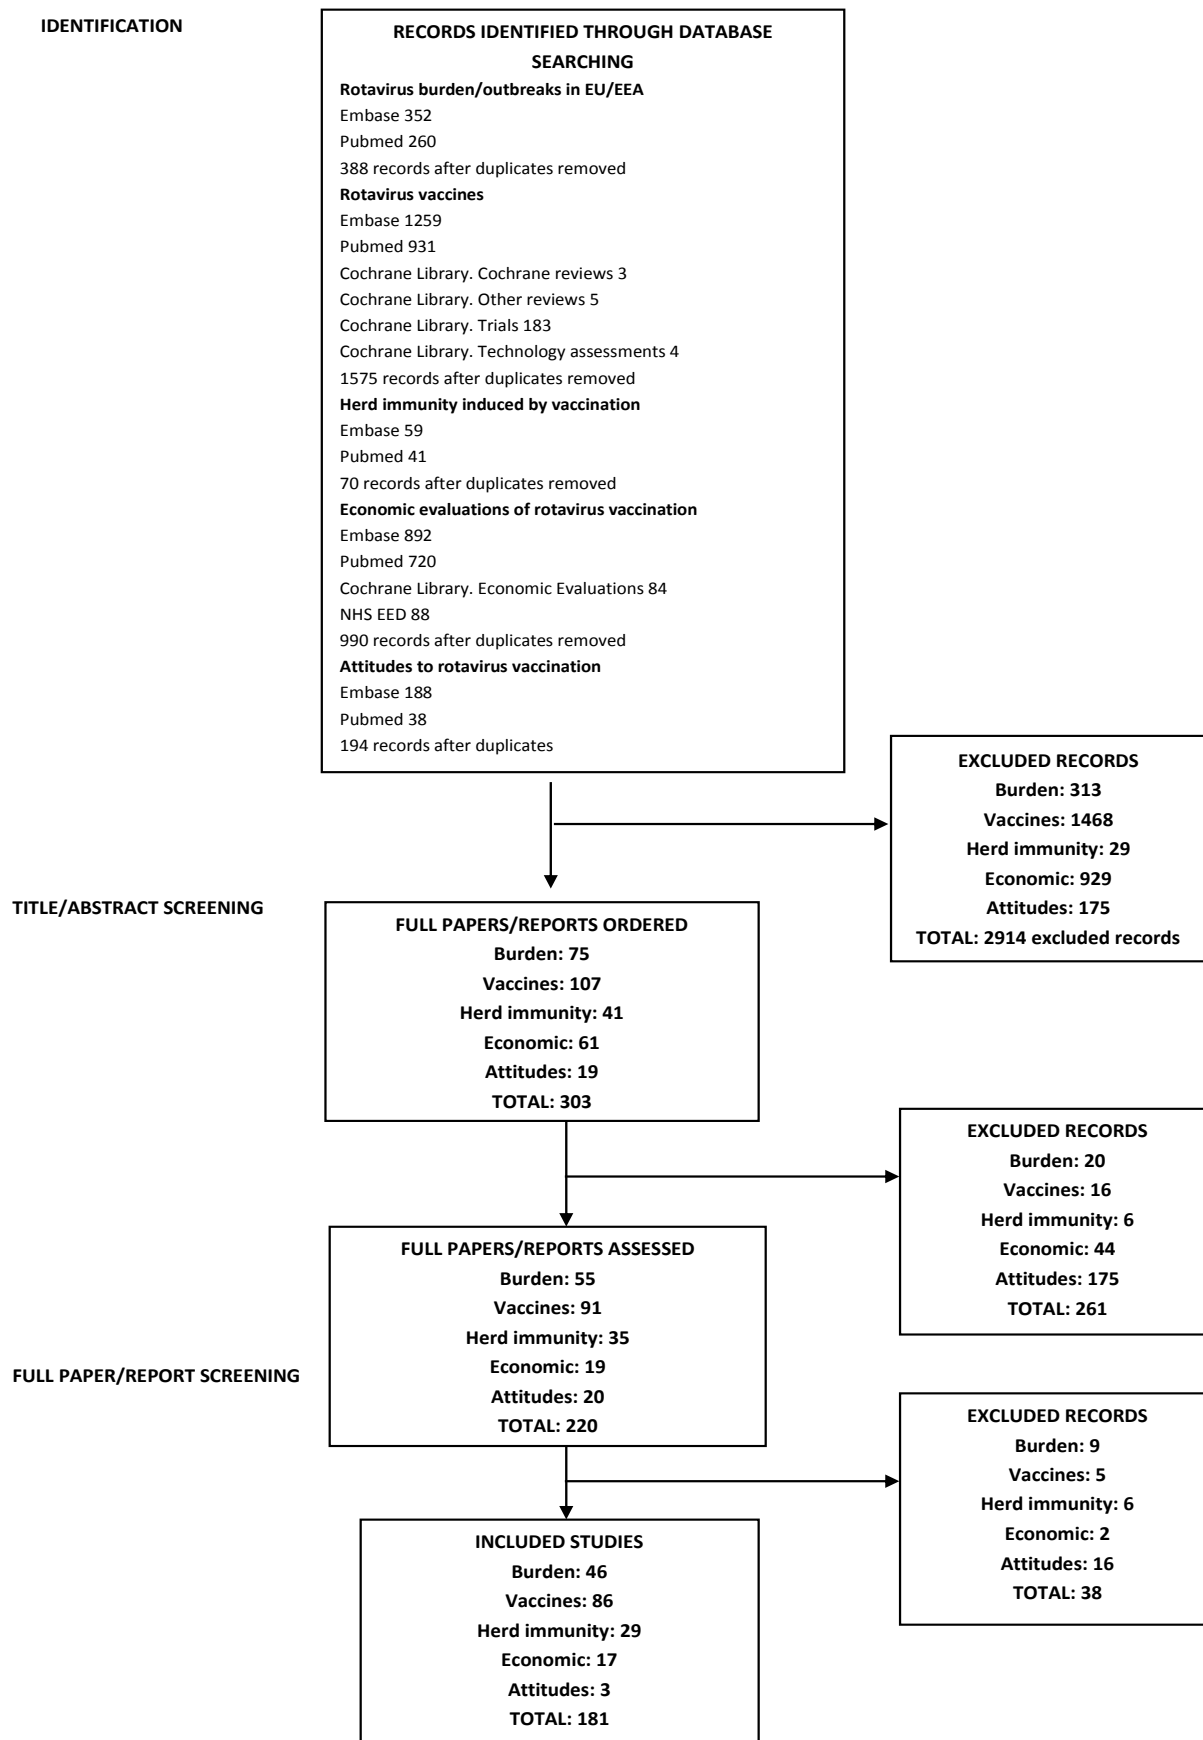 IDENTIFICATION
RECORDS IDENTIFIED THROUGH DATABASE
SEARCHING
Rotavirus burden/outbreaks in EU/EEA
Embase 352
Pubmed 260
388 records after duplicates removed
Rotavirus vaccines
Embase 1259
Pubmed 931
Cochrane Library. Cochrane reviews 3
Cochrane Library. Other reviews 5
Cochrane Library. Trials 183
Cochrane Library. Technology assessments 4
1575 records after duplicates removed
Herd immunity induced by vaccination
Embase 59
Pubmed 41
70 records after duplicates removed
Economic evaluations of rotavirus vaccination
Embase 892
Pubmed 720
Cochrane Library. Economic Evaluations 84
NHS EED 88
990 records after duplicates removed
Attitudes to rotavirus vaccination
Embase 188
Pubmed 38
194 records after duplicates
EXCLUDED RECORDS
Burden: 313
Vaccines: 1468
Herd immunity: 29
Economic: 929
Attitudes: 175
TOTAL: 2914 excluded records
TITLE/ABSTRACT SCREENING
FULL PAPERS/REPORTS ORDERED
Burden: 75
Vaccines: 107
Herd immunity: 41
Economic: 61
Attitudes: 19
TOTAL: 303
EXCLUDED RECORDS
Burden: 20
Vaccines: 16
Herd immunity: 6
Economic: 44
Attitudes: 175
TOTAL: 261
FULL PAPERS/REPORTS ASSESSED
Burden: 55
Vaccines: 91
Herd immunity: 35
Economic: 19
Attitudes: 20
TOTAL: 220
FULL PAPER/REPORT SCREENING
EXCLUDED RECORDS
Burden: 9
Vaccines: 5
Herd immunity: 6
Economic: 2
Attitudes: 16
TOTAL: 38
INCLUDED STUDIES
Burden: 46
Vaccines: 86
Herd immunity: 29
Economic: 17
Attitudes: 3
TOTAL: 181